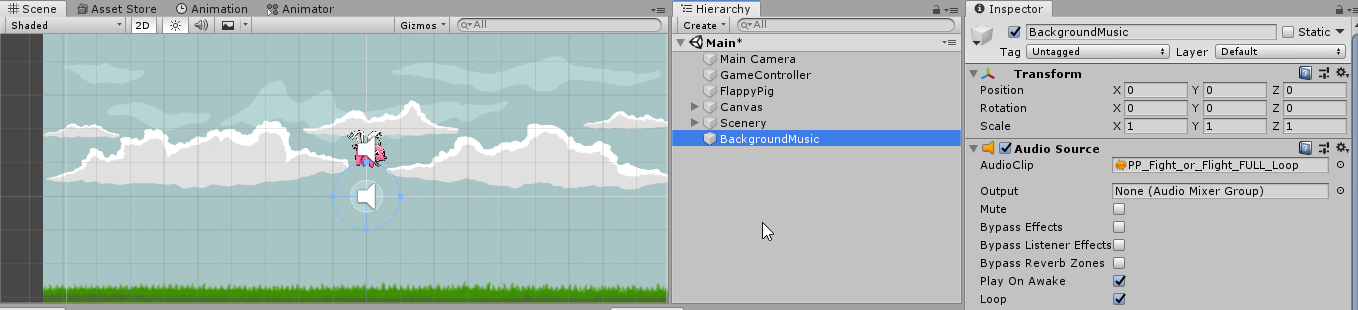 Scene Asset Store Animation Animator
Shaded 2D Gizmos All
Hierarchy
Create All
Main*
Main Camera
GameController
FlappyPig
Canvas
Scenery
BackgroundMusic
Inspector
BackgroundMusic Static
Tag Untagged Layer Default
Transform
Position X 0 Y 0 Z 0
Rotation X 0 Y 0 Z 0
Scale X 1 Y 1 Z 1
Audio Source
AudioClip PP_Fight_or_Flight_FULL_Loop
Output None (Audio Mixer Group)
Mute
Bypass Effects
Bypass Listener Effects
Bypass Reverb Zones
Play On Awake
Loop